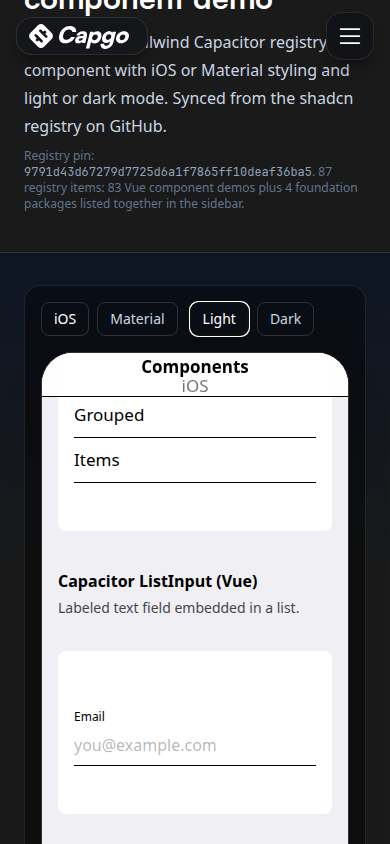 component demo
Capgo
lwind Capacitor registry
component with iOS or Material styling and
light or dark mode. Synced from the shadcn
registry on GitHub.
Registry pin:
9791d43d67279d7725d6a1f7865ff10deaf36ba5. 87
registry items: 83 Vue component demos plus 4 foundation
packages listed together in the sidebar.
iOS
Material
Light
Dark
Components
iOS
Grouped
Items
Capacitor ListInput (Vue)
Labeled text field embedded in a list.
Email
you@example.com